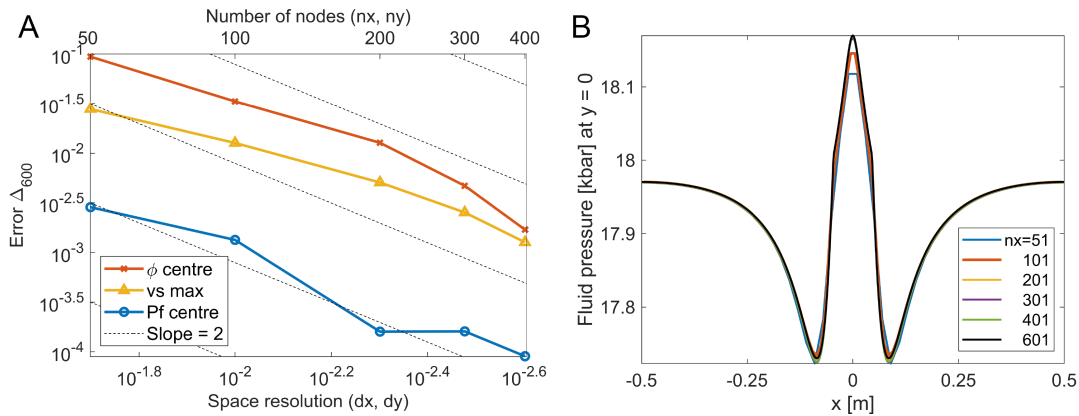 A
Number of nodes (nx, ny)
50 100 200 300 400
10^-1
10^-1.5
10^-2
10^-2.5
10^-3
10^-3.5
10^-4
Error Δ_600
ϕ centre
vs max
Pf centre
Slope = 2
10^-1.8 10^-2 10^-2.2 10^-2.4 10^-2.6
Space resolution (dx, dy)
B
Fluid pressure [kbar] at y = 0
18.1
18
17.9
17.8
nx=51
101
201
301
401
601
-0.5 -0.25 0 0.25 0.5
x [m]